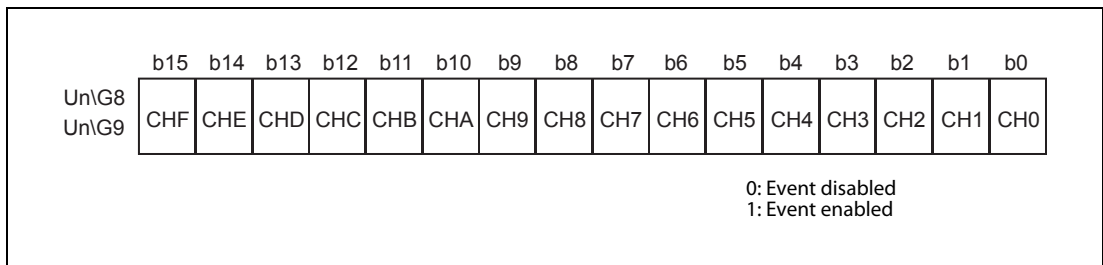 b15 b14 b13 b12 b11 b10 b9 b8 b7 b6 b5 b4 b3 b2 b1 b0
Un\G8
Un\G9
CHF CHE CHD CHC CHB CHA CH9 CH8 CH7 CH6 CH5 CH4 CH3 CH2 CH1 CH0
0: Event disabled
1: Event enabled